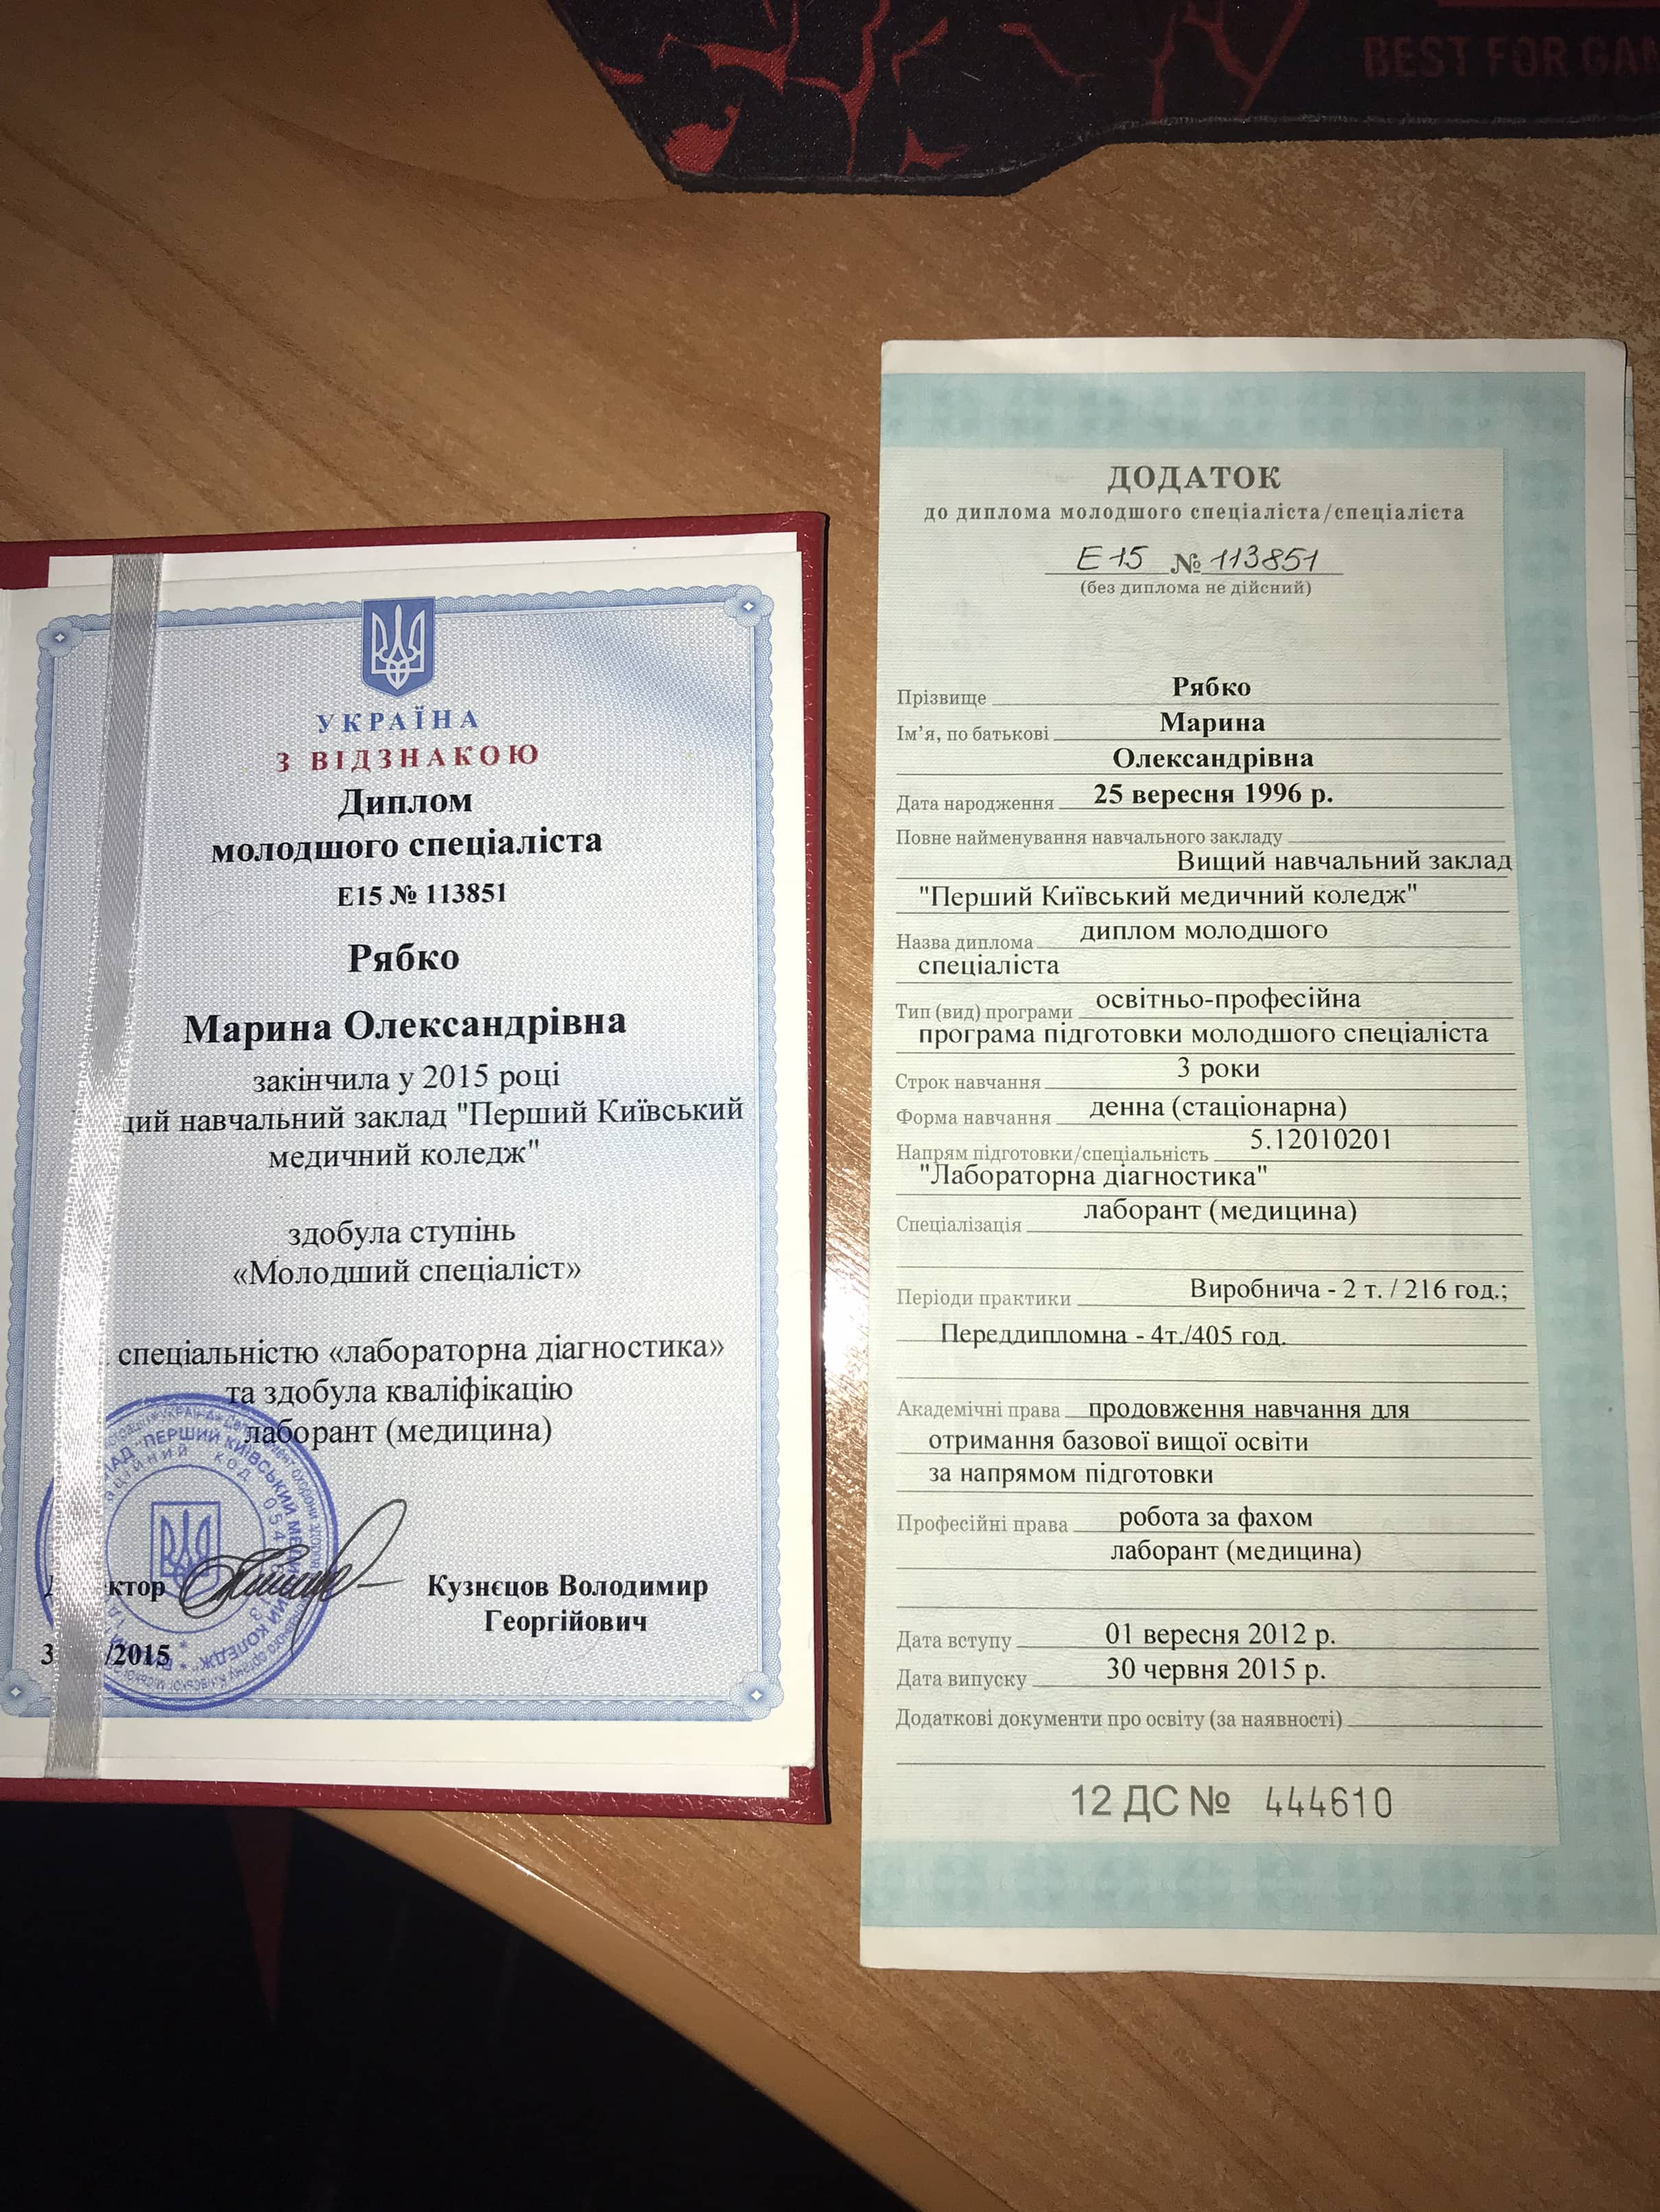 BEST FOR
УКРАЇНА
З ВІДЗНАКОЮ
Диплом
молодшого спеціаліста
Е15 № 113851
Рябко
Марина Олександрівна
закінчила у 2015 році
навчальний заклад "Перший Київський
медичний коледж"
здобула ступінь
«Молодший спеціаліст»
спеціальністю «лабораторна діагностика»
та здобула кваліфікацію
лаборант (медицина)
Кузнєцов Володимир
Георгійович
/2015
ДОДАТОК
до диплома молодшого спеціаліста/спеціаліста
Е 15 № 113851
(без диплома не дійсний)
Прізвище Рябко
Ім’я, по батькові Марина
Олександрівна
Дата народження 25 вересня 1996 р.
Повне найменування навчального закладу
Вищий навчальний заклад
"Перший Київський медичний коледж"
Назва диплома диплом молодшого
спеціаліста
Тип (вид) програми освітньо-професійна
програма підготовки молодшого спеціаліста
Строк навчання 3 роки
Форма навчання денна (стаціонарна)
Напрям підготовки/спеціальність 5.12010201
"Лабораторна діагностика"
Спеціалізація лаборант (медицина)
Періоди практики Виробнича - 2 т. / 216 год.;
Переддипломна - 4т./405 год.
Академічні права продовження навчання для
отримання базової вищої освіти
за напрямом підготовки
Професійні права робота за фахом
лаборант (медицина)
Дата вступу 01 вересня 2012 р.
Дата випуску 30 червня 2015 р.
Додаткові документи про освіту (за наявності)
12 ДС № 444610